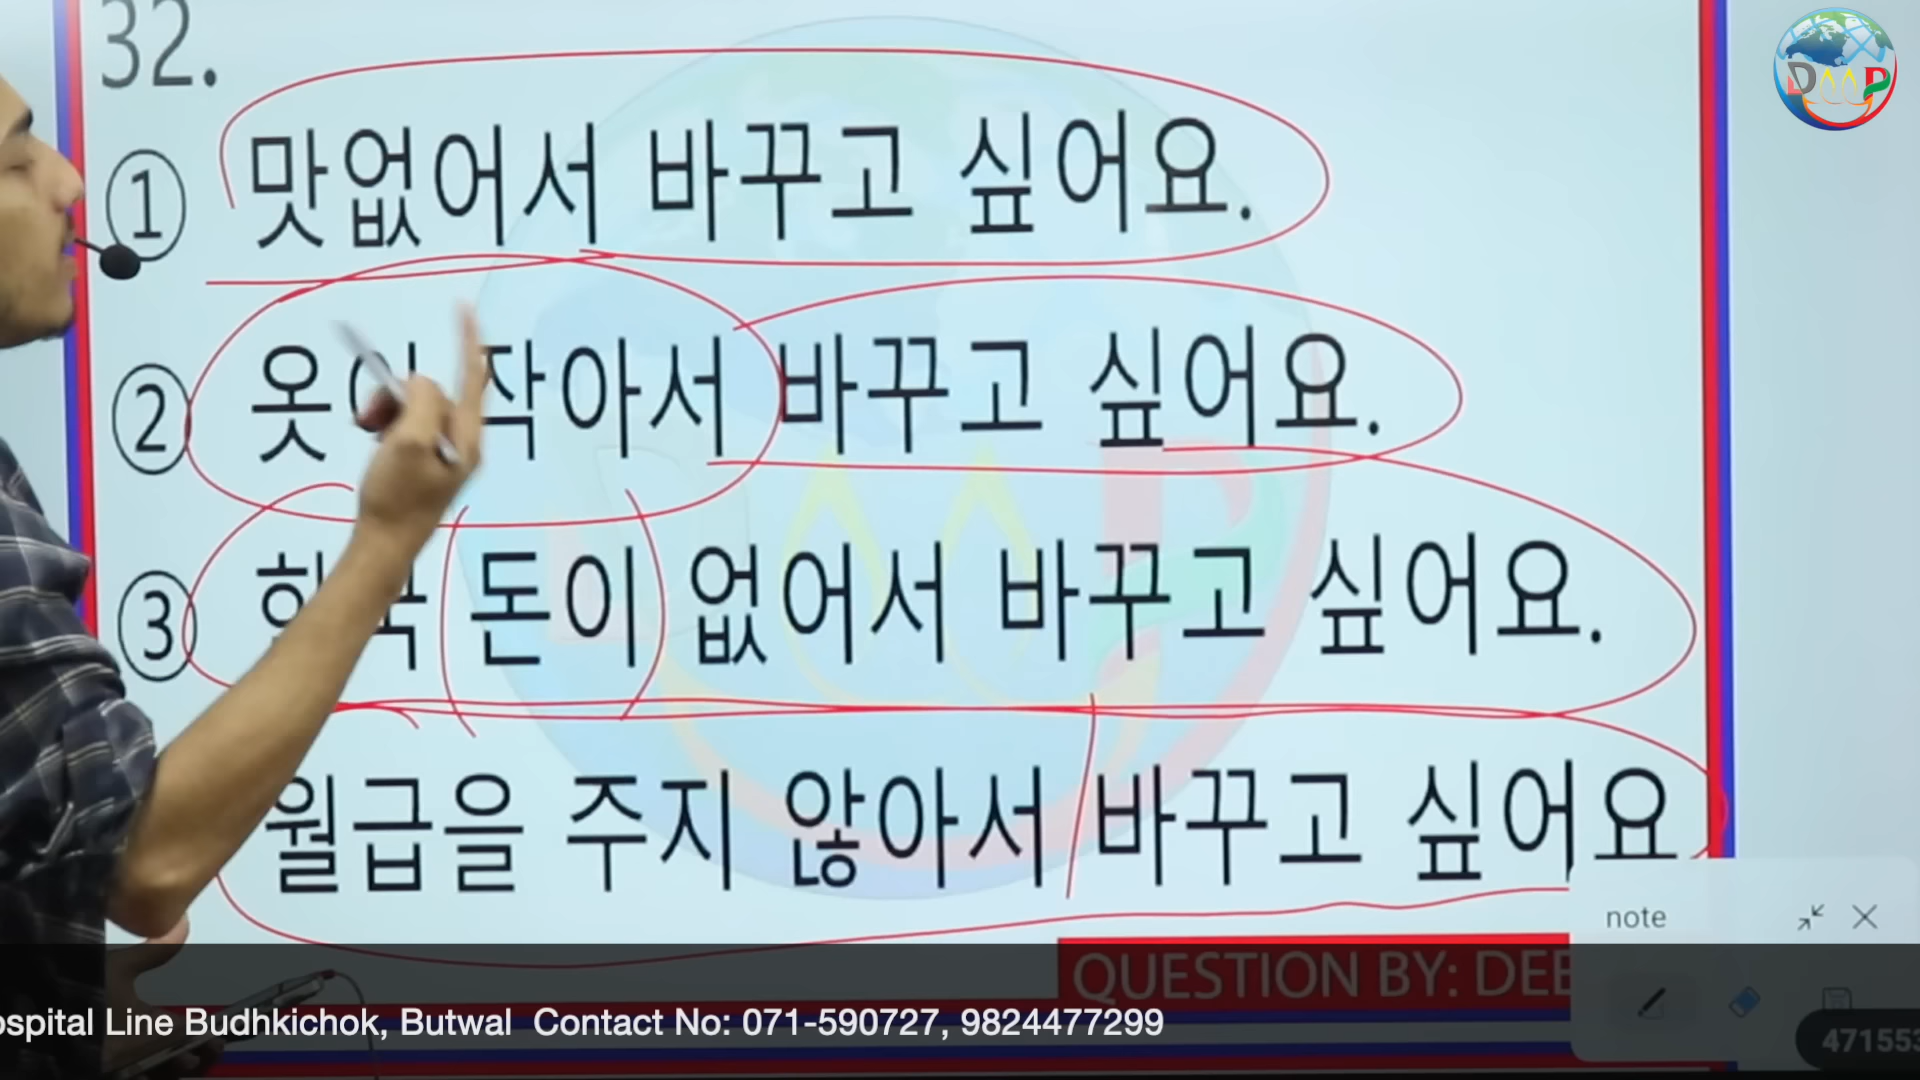 32.
① 맛없어서 바꾸고 싶어요.
② 옷이 작아서 바꾸고 싶어요.
③ 한국 돈이 없어서 바꾸고 싶어요.
월급을 주지 않아서 바꾸고 싶어요
note
QUESTION BY: DEE
ospital Line Budhkichok, Butwal Contact No: 071-590727, 9824477299
471553